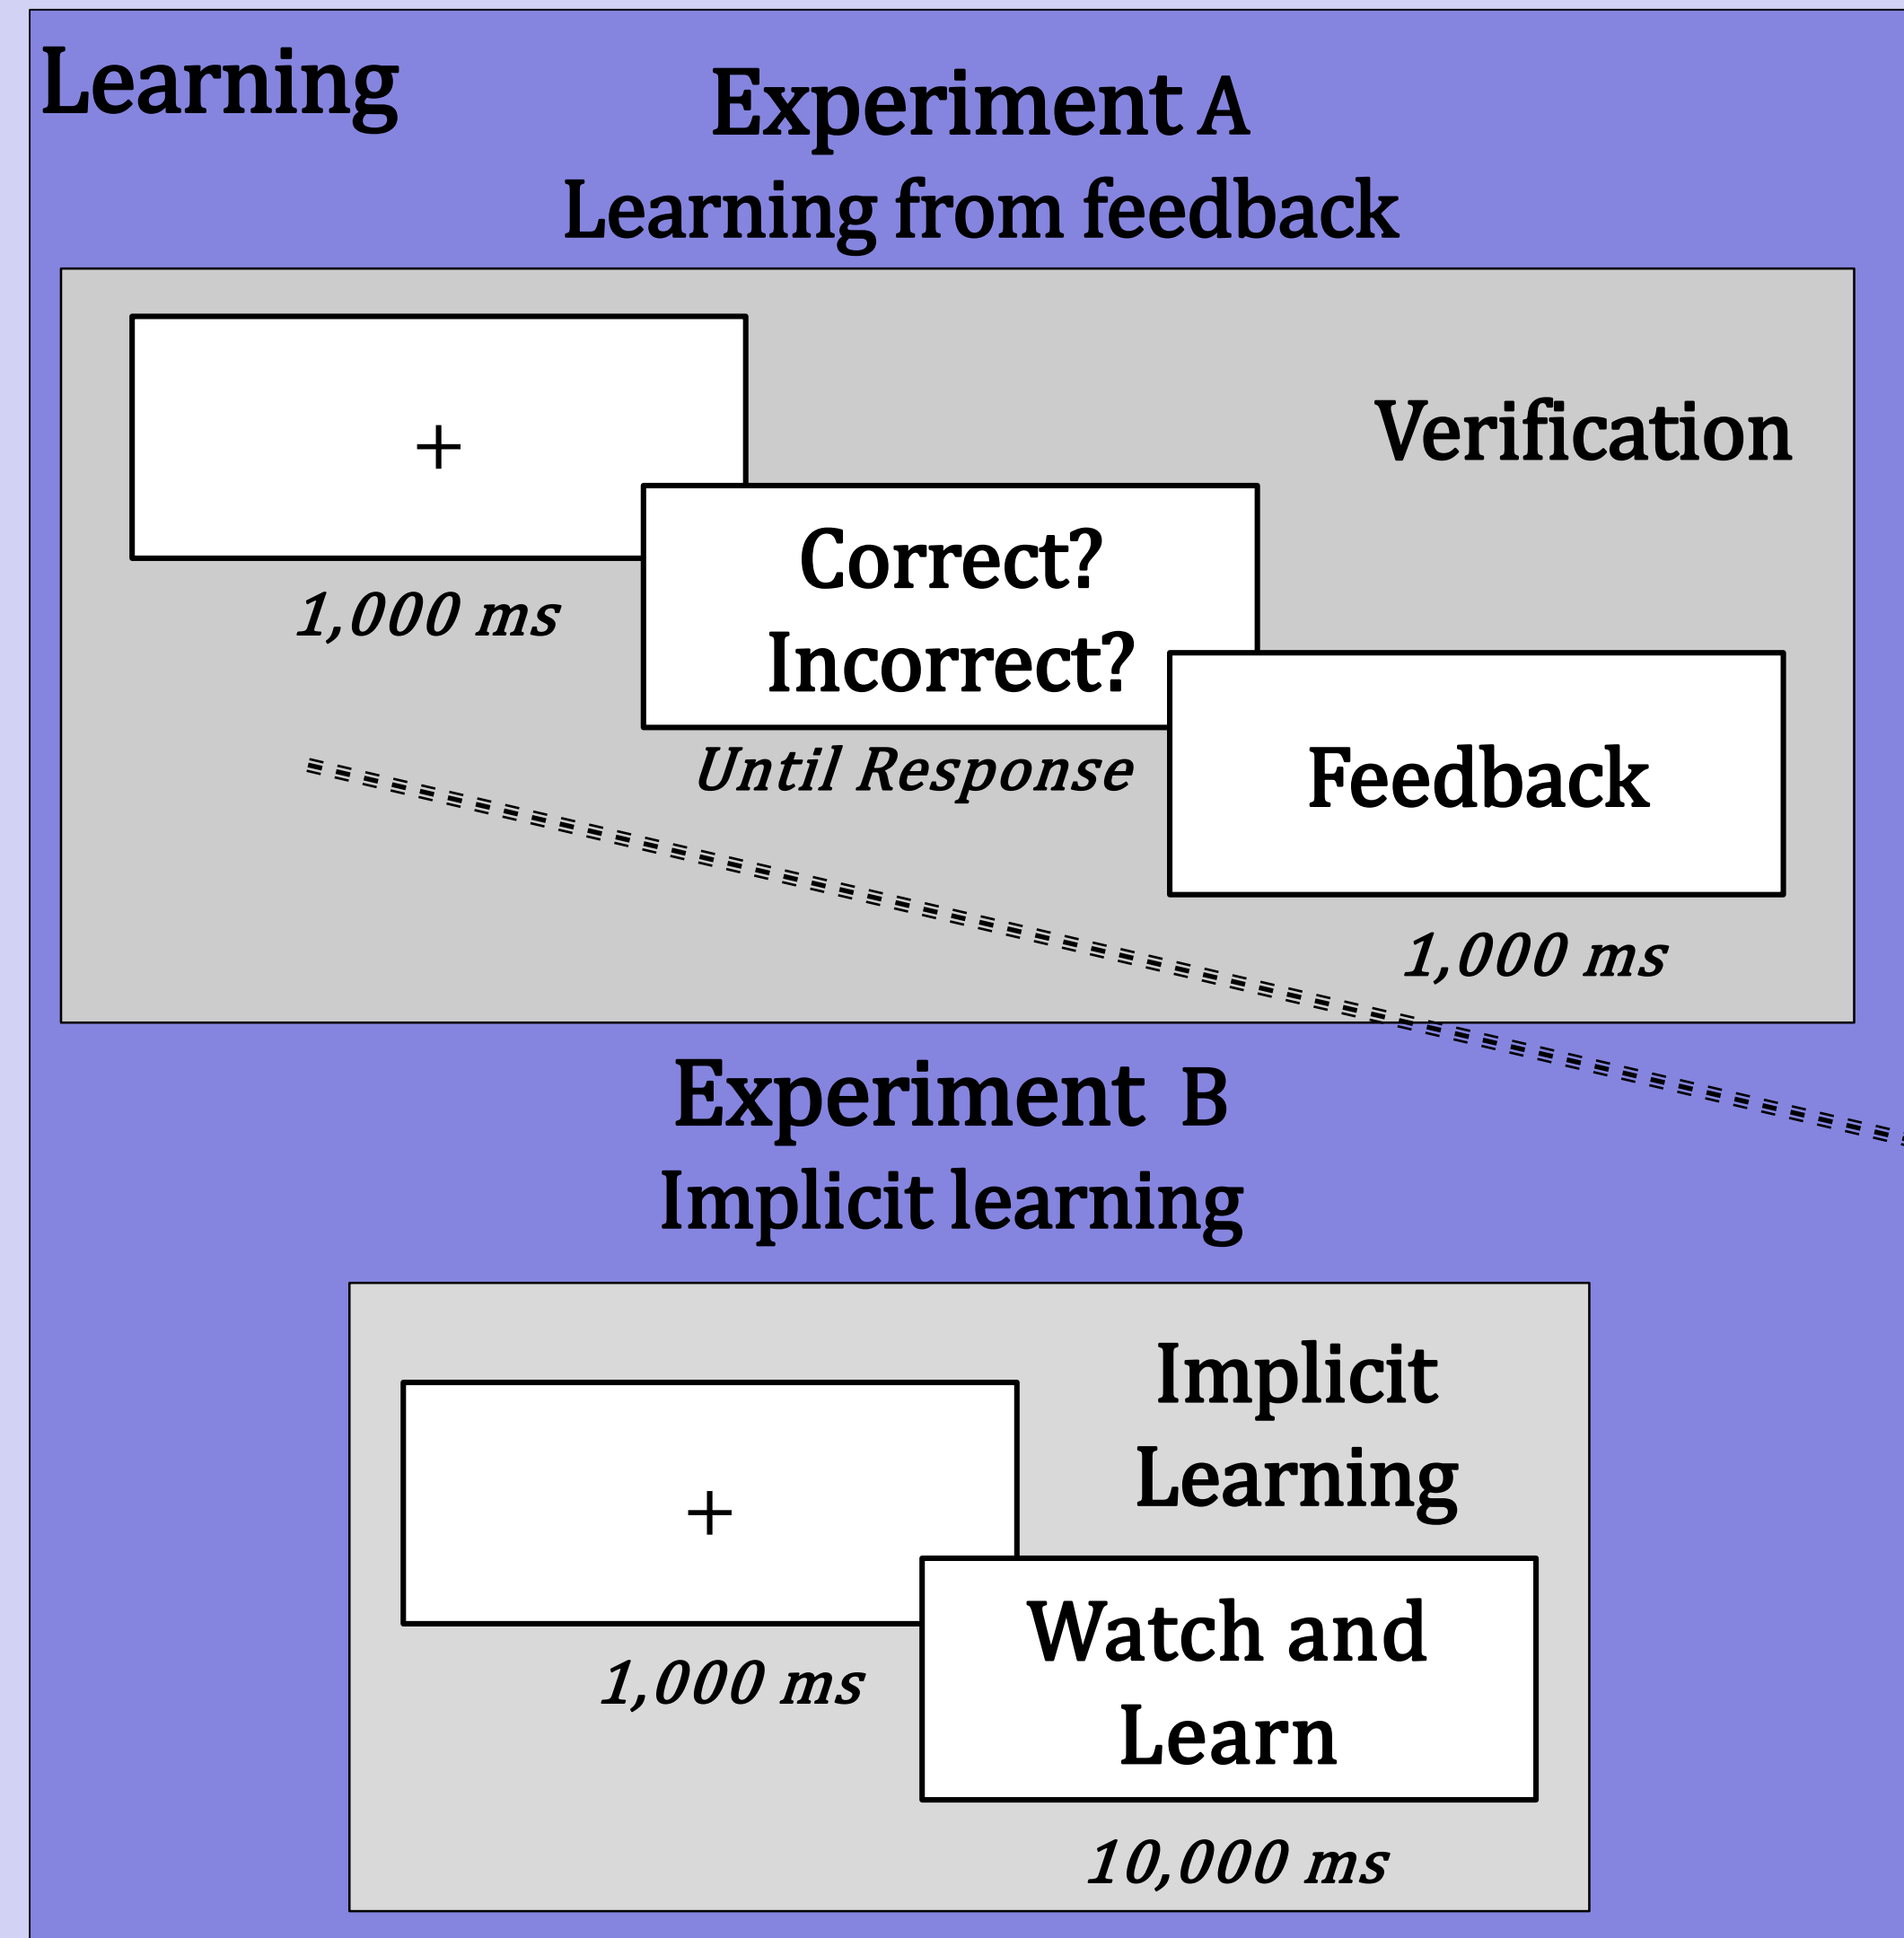 Learning
Experiment A
Learning from feedback
+
Verification
Correct?
Incorrect?
1,000 ms
Until Response
Feedback
1,000 ms
Experiment B
Implicit learning
Implicit
Learning
+
Watch and
Learn
1,000 ms
10,000 ms